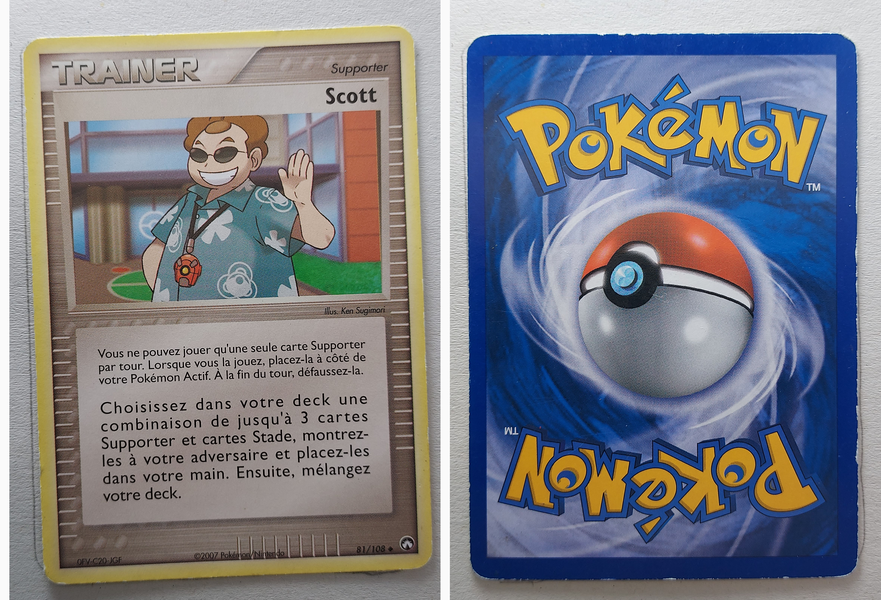 TRAINER
Supporter
Scott
Illus. Ken Sugimori
Vous ne pouvez jouer qu'une seule carte Supporter
par tour. Lorsque vous la jouez, placez-la à côté de
votre Pokémon Actif. À la fin du tour, défaussez-la.
Choisissez dans votre deck une
combinaison de jusqu'à 3 cartes
Supporter et cartes Stade, montrez-
les à votre adversaire et placez-les
dans votre main. Ensuite, mélangez
votre deck.
©2007 Pokémon/Nintendo
81/108
POKéMON
TM
TM
POKéMON